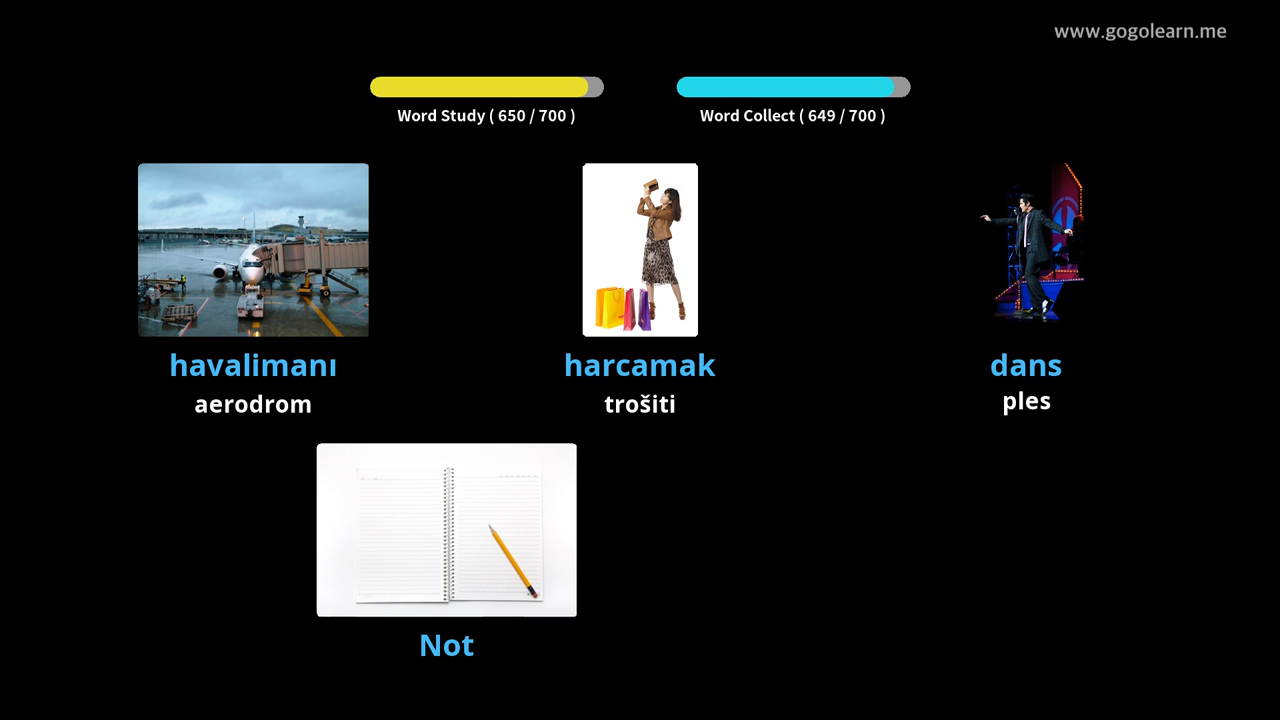 www.gogolearn.me
Word Study ( 650 / 700 )
Word Collect ( 649 / 700 )
havalimanı
harcamak
dans
aerodrom
trošiti
ples
Not